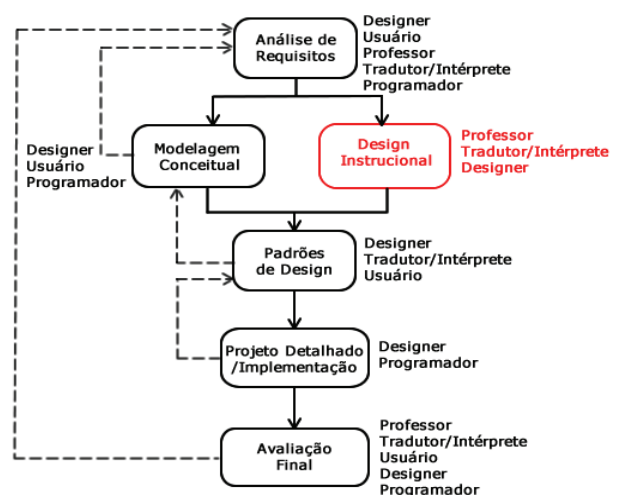 Análise de
Requisitos
Designer
Usuário
Professor
Tradutor/Intérprete
Programador
Designer
Usuário
Programador
Modelagem
Conceitual
Design
Instrucional
Professor
Tradutor/Intérprete
Designer
Padrões
de Design
Designer
Tradutor/Intérprete
Usuário
Projeto Detalhado
/Implementação
Designer
Programador
Avaliação
Final
Professor
Tradutor/Intérprete
Usuário
Designer
Programador